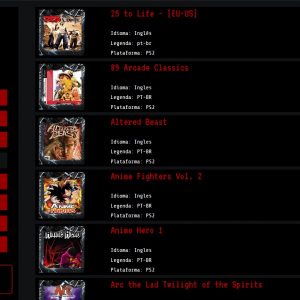 25 to Life - [EU-US]
Idioma: Inglês
Legenda: pt-br
Plataforma: PS2
85 Arcade Classics
Idioma: Ingles
Legenda: PT-BR
Plataforma: PS2
Altered Beast
Idioma: Ingles
Legenda: PT-BR
Plataforma: PS2
Anime Fighters Vol. 2
Idioma: Ingles
Legenda: PT-BR
Plataforma: PS2
Anime Hero 1
Idioma: Ingles
Legenda: PT-BR
Plataforma: PS2
Arc the Lad Twilight of the Spirits